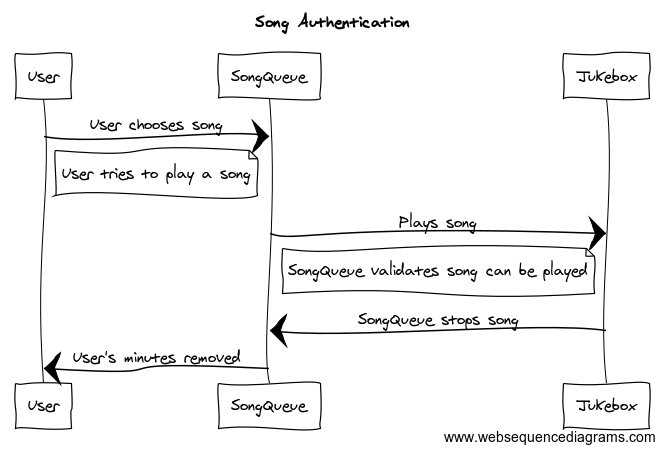 Song Authentication
User
SongQueue
Jukebox
User chooses song
User tries to play a song
Plays song
SongQueue validates song can be played
SongQueue stops song
User's minutes removed
User
SongQueue
Jukebox
www.websequencediagrams.com